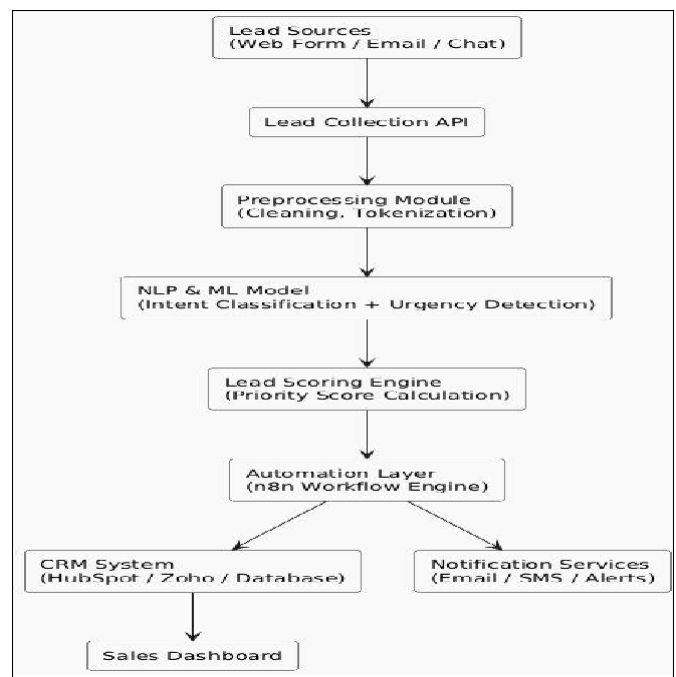 Lead Sources
(Web Form / Email / Chat)
Lead Collection API
Preprocessing Module
(Cleaning, Tokenization)
NLP & ML Model
(Intent Classification + Urgency Detection)
Lead Scoring Engine
(Priority Score Calculation)
Automation Layer
(n8n Workflow Engine)
CRM System
(HubSpot / Zoho / Database)
Notification Services
(Email / SMS / Alerts)
Sales Dashboard